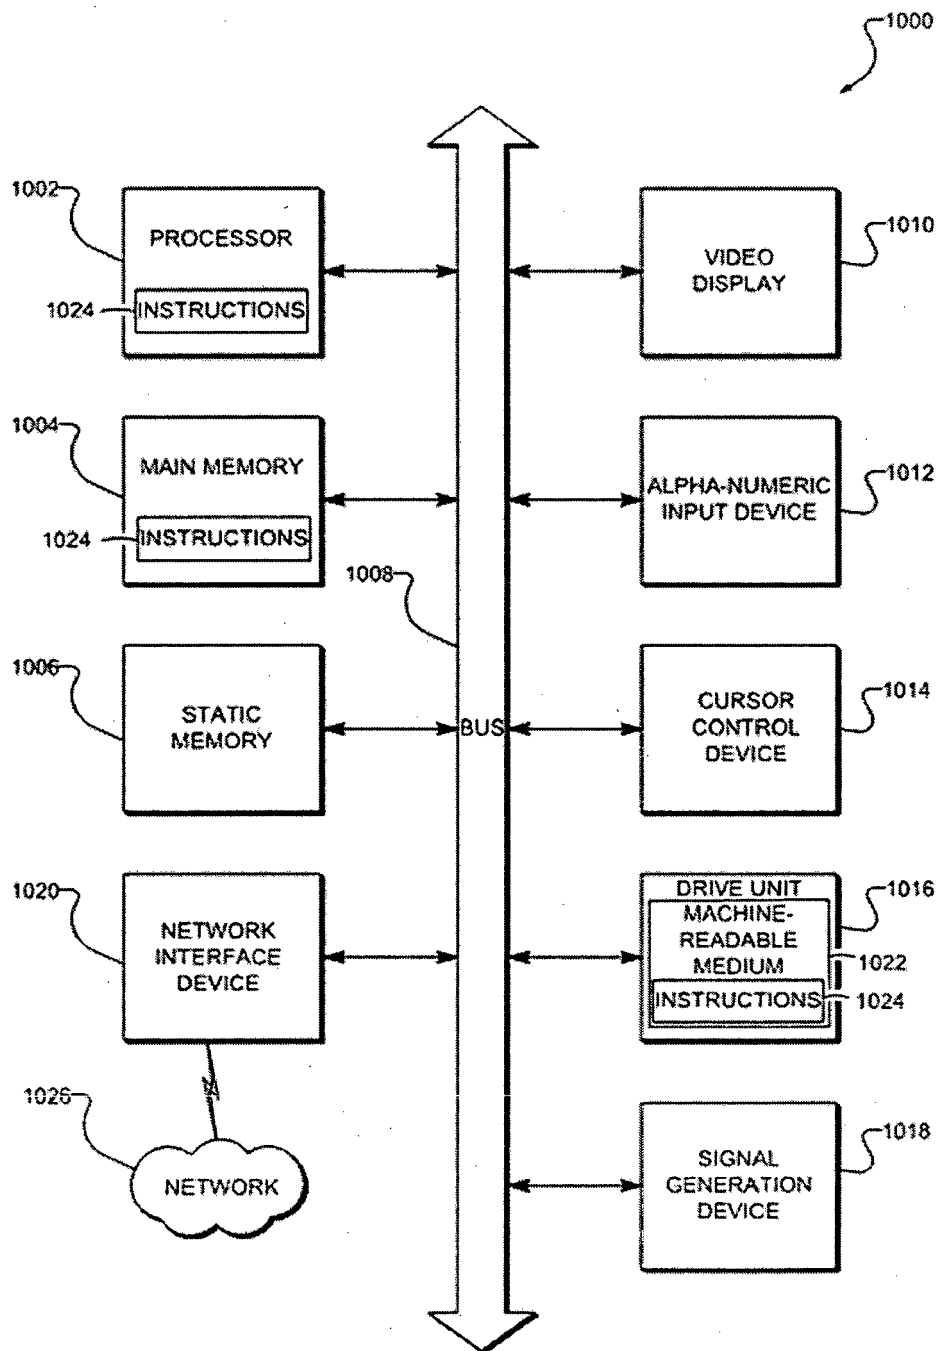 1000
1002
PROCESSOR
1024
INSTRUCTIONS
1004
MAIN MEMORY
1024
INSTRUCTIONS
1006
STATIC
MEMORY
1020
NETWORK
INTERFACE
DEVICE
1026
NETWORK
1008
BUS
1010
VIDEO
DISPLAY
1012
ALPHA-NUMERIC
INPUT DEVICE
1014
CURSOR
CONTROL
DEVICE
1016
DRIVE UNIT
MACHINE-
READABLE
MEDIUM
1022
INSTRUCTIONS
1024
1018
SIGNAL
GENERATION
DEVICE